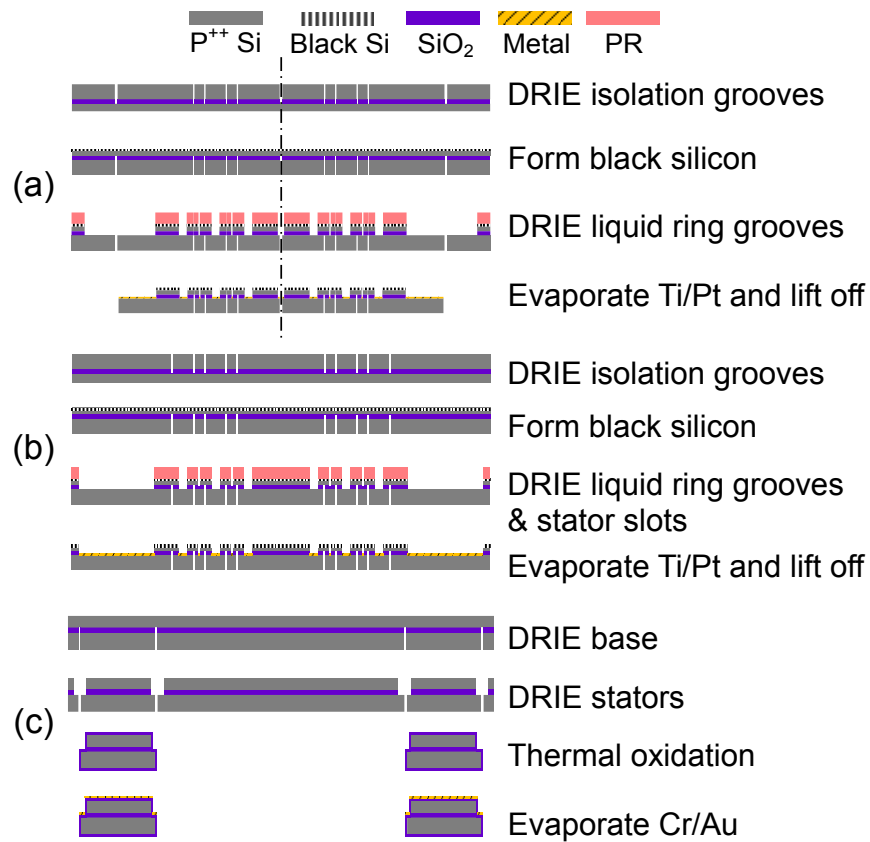 P++ Si Black Si SiO2 Metal PR
(a)
DRIE isolation grooves
Form black silicon
DRIE liquid ring grooves
Evaporate Ti/Pt and lift off
(b)
DRIE isolation grooves
Form black silicon
DRIE liquid ring grooves
& stator slots
Evaporate Ti/Pt and lift off
(c)
DRIE base
DRIE stators
Thermal oxidation
Evaporate Cr/Au